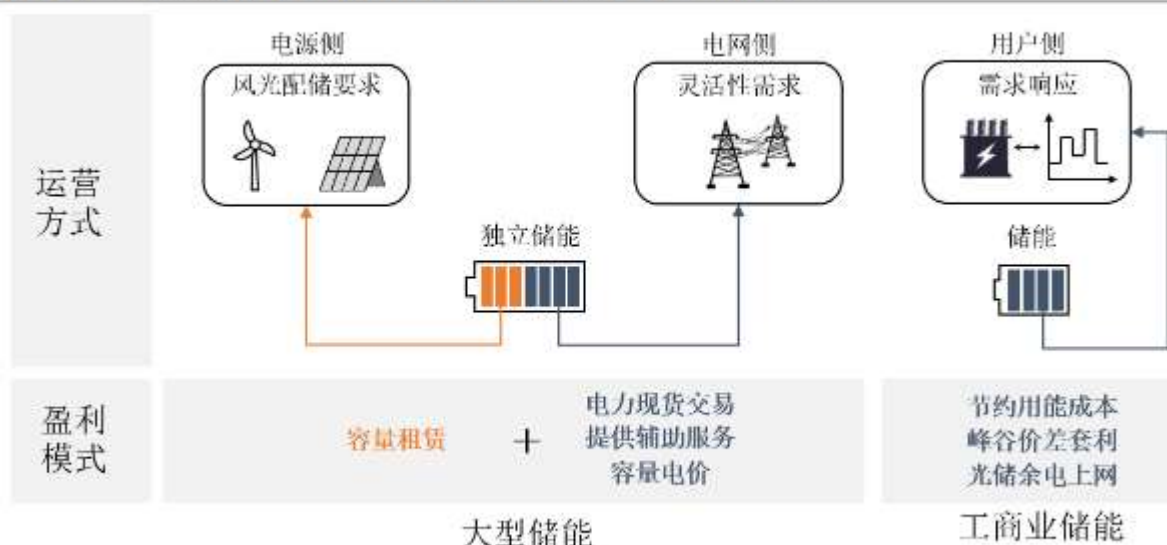 电源侧
电网侧
用户侧
风光配储要求
灵活性需求
需求响应
运营
方式
独立储能
储能
盈利
模式
容量租赁
+
电力现货交易
提供辅助服务
容量电价
节约用能成本
峰谷价差套利
光储余电上网
大型储能
工商业储能